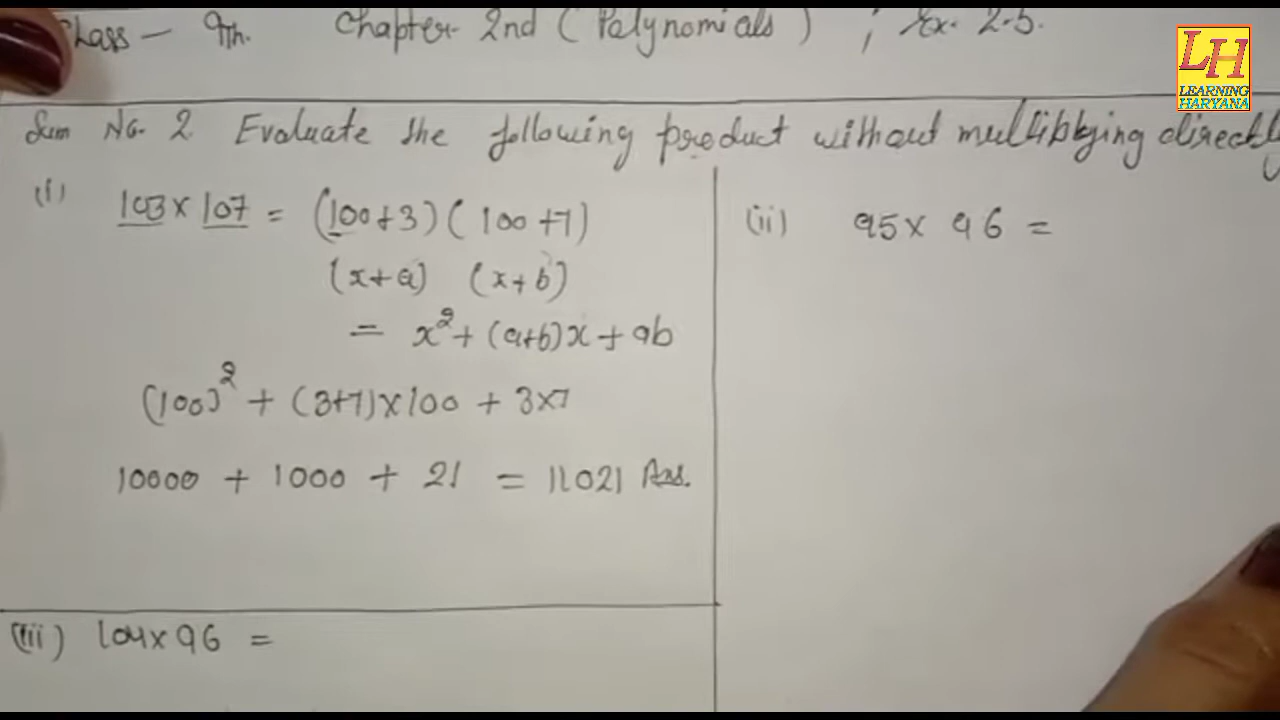 Class - 9th. Chapter- 2nd ( Polynomials ) ; Ex. 2.5.
LH
LEARNING
HARYANA
Sum No. 2 Evaluate the following product without multiplying directly
(i) 103 x 107 = (100+3) ( 100 +7)
(x+a) (x+b)
= x² + (a+b)x + ab
(100)² + (3+7)x100 + 3x7
10000 + 1000 + 21 = 11021 Ans.
(ii) 95 x 96 =
(iii) 104 x 96 =